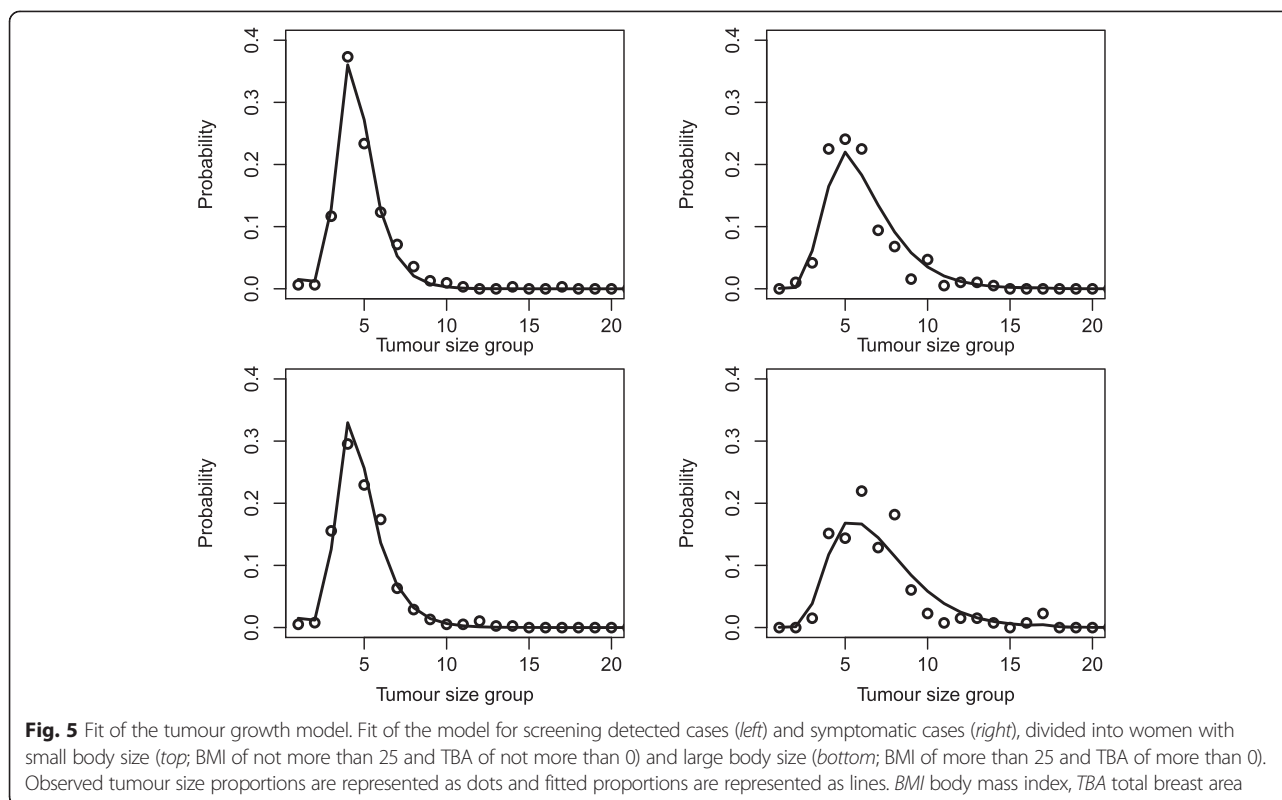 0.4
0.3
0.2
0.1
0.0
Probability
5 10 15 20
Tumour size group
0.4
0.3
0.2
0.1
0.0
Probability
5 10 15 20
Tumour size group
0.4
0.3
0.2
0.1
0.0
Probability
5 10 15 20
Tumour size group
0.4
0.3
0.2
0.1
0.0
Probability
5 10 15 20
Tumour size group
Fig. 5 Fit of the tumour growth model. Fit of the model for screening detected cases (left) and symptomatic cases (right), divided into women with
small body size (top; BMI of not more than 25 and TBA of not more than 0) and large body size (bottom; BMI of more than 25 and TBA of more than 0).
Observed tumour size proportions are represented as dots and fitted proportions are represented as lines. BMI body mass index, TBA total breast area